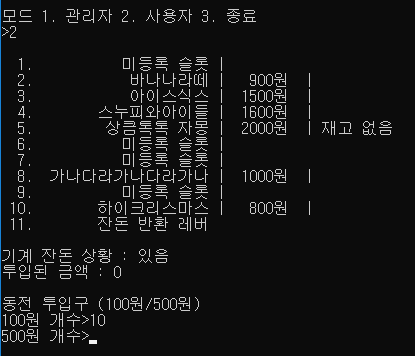 모드 1. 관리자 2. 사용자 3. 종료
>2
1. 미등록 슬롯 |
2. 바나나라떼 | 900원 |
3. 아이스식스 | 1500원 |
4. 스누피와아이들 | 1600원 |
5. 상큼톡톡 자몽 | 2000원 | 재고 없음
6. 미등록 슬롯 |
7. 미등록 슬롯 |
8. 가나다라가나다라가나 | 1000원 |
9. 미등록 슬롯 |
10. 하이크리스마스 | 800원 |
11. 잔돈 반환 레버
기계 잔돈 상황 : 있음
투입된 금액 : 0
동전 투입구 (100원/500원)
100원 개수>10
500원 개수>